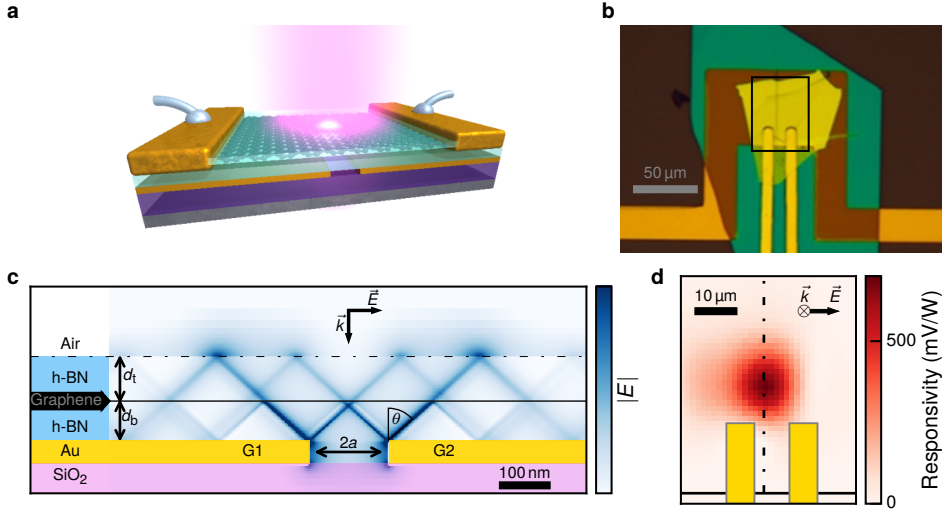 a
b
50 µm
c
E
k
Air
h-BN
dt
Graphene
h-BN
db
θ
Au
G1
2a
G2
SiO2
100 nm
|E|
d
10 µm
k
E
500
0
Responsivity (mV/W)